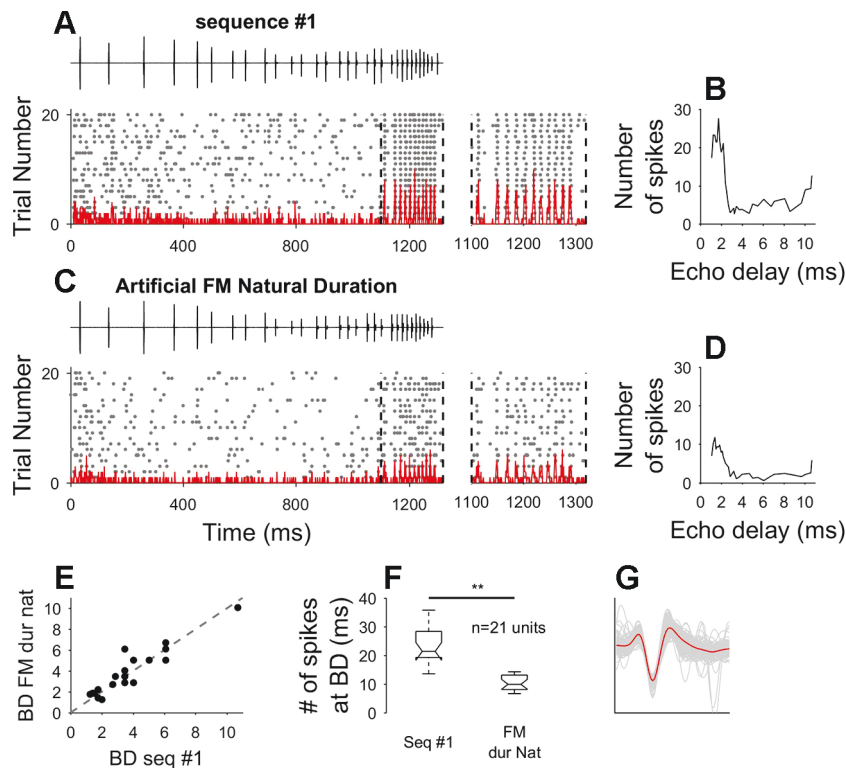 A
sequence #1
Trial Number
20
0
0 400 800 1200
1100 1200 1300
B
Number
of spikes
30
20
10
0
0 2 4 6 8 10
Echo delay (ms)
C
Artificial FM Natural Duration
Trial Number
20
0
0 400 800 1200
1100 1200 1300
Time (ms)
D
Number
of spikes
30
20
10
0
0 2 4 6 8 10
Echo delay (ms)
E
BD FM dur nat
10
8
6
4
2
0
0 2 4 6 8 10
BD seq #1
F
# of spikes
at BD (ms)
40
30
20
10
0
**
n=21 units
Seq #1
FM
dur Nat
G